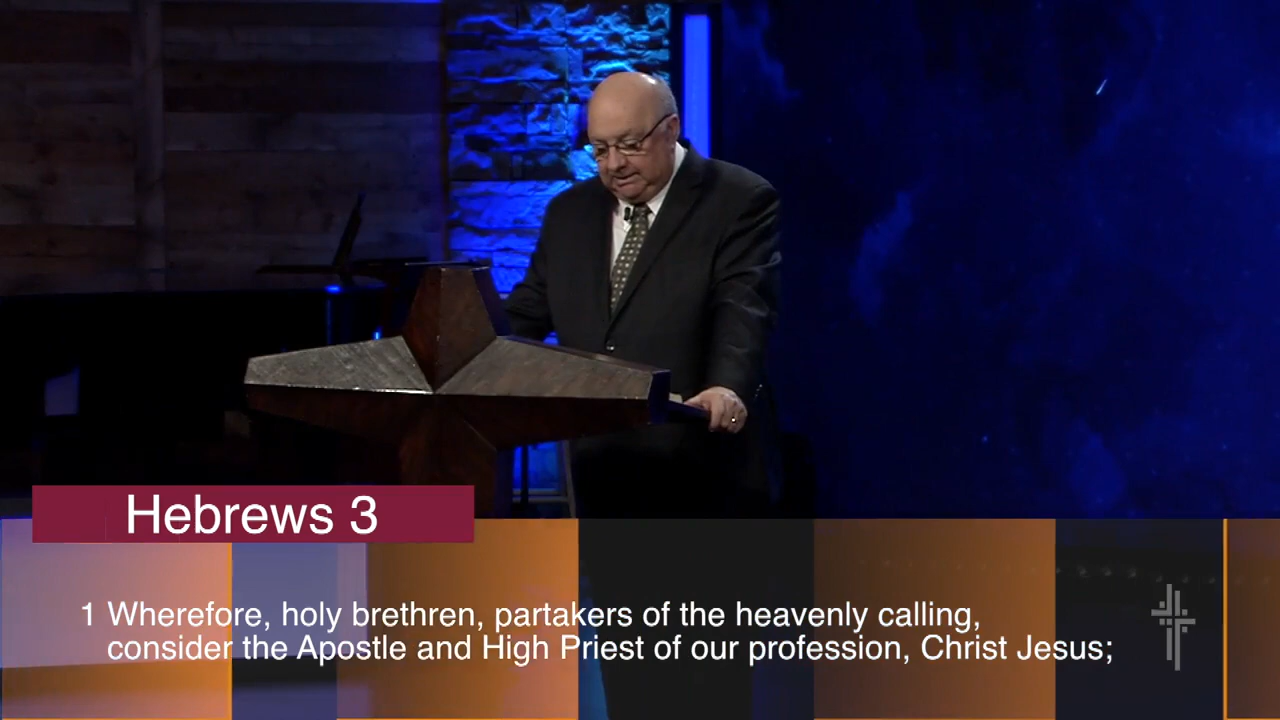 Hebrews 3
1 Wherefore, holy brethren, partakers of the heavenly calling,
consider the Apostle and High Priest of our profession, Christ Jesus;